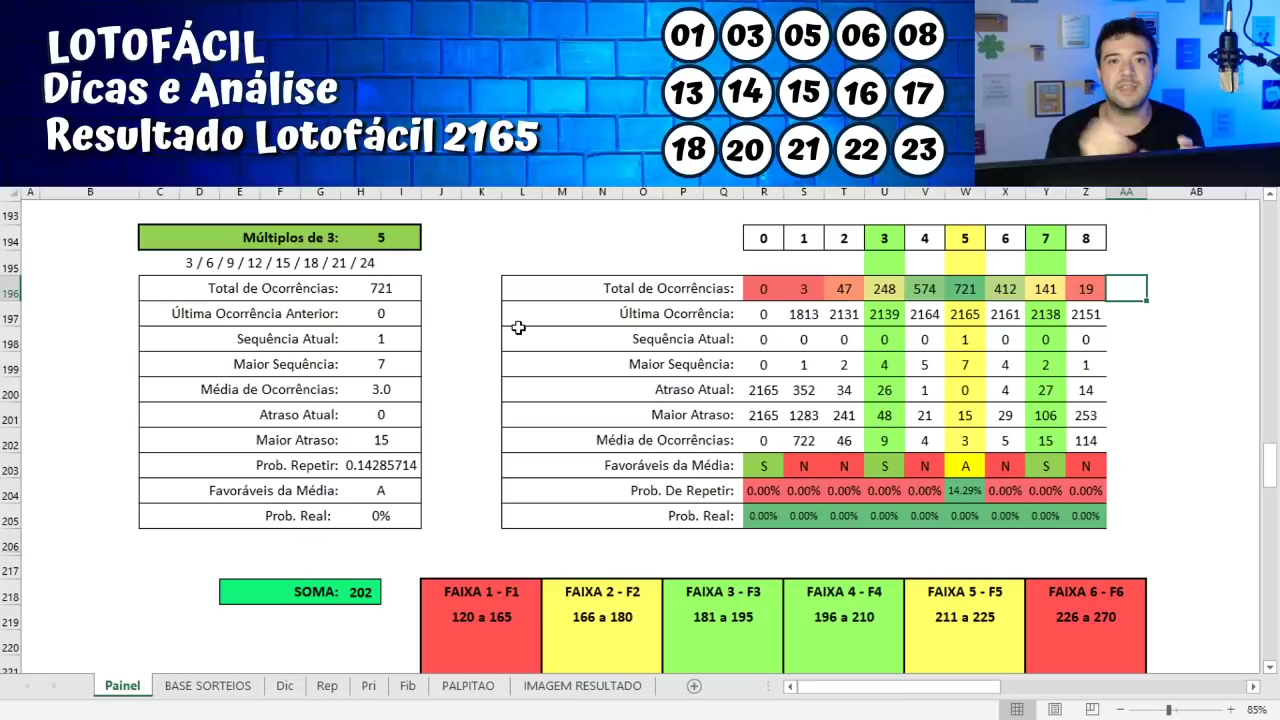 LOTOFÁCIL
Dicas e Análise
Resultado Lotofácil 2165
01 03 05 06 08
13 14 15 16 17
18 20 21 22 23
A B C D E F G H I J K L M N O P Q R S T U V W X Y Z AA AB
193
194 Múltiplos de 3: 5 0 1 2 3 4 5 6 7 8
195 3 / 6 / 9 / 12 / 15 / 18 / 21 / 24
196 Total de Ocorrências: 721 Total de Ocorrências: 0 3 47 248 574 721 412 141 19
197 Última Ocorrência Anterior: 0 Última Ocorrência: 0 1813 2131 2139 2164 2165 2161 2138 2151
198 Sequência Atual: 1 Sequência Atual: 0 0 0 0 0 1 0 0 0
199 Maior Sequência: 7 Maior Sequência: 0 1 2 4 5 7 4 2 1
200 Média de Ocorrências: 3.0 Atraso Atual: 2165 352 34 26 1 0 4 27 14
201 Atraso Atual: 0 Maior Atraso: 2165 1283 241 48 21 15 29 106 253
202 Maior Atraso: 15 Média de Ocorrências: 0 722 46 9 4 3 5 15 114
203 Prob. Repetir: 0.14285714 Favoráveis da Média: S N N S N A N S N
204 Favoráveis da Média: A Prob. De Repetir: 0.00% 0.00% 0.00% 0.00% 0.00% 14.29% 0.00% 0.00% 0.00%
205 Prob. Real: 0% Prob. Real: 0.00% 0.00% 0.00% 0.00% 0.00% 0.00% 0.00% 0.00% 0.00%
206
217
218 SOMA: 202 FAIXA 1 - F1 FAIXA 2 - F2 FAIXA 3 - F3 FAIXA 4 - F4 FAIXA 5 - F5 FAIXA 6 - F6
219 120 a 165 166 a 180 181 a 195 196 a 210 211 a 225 226 a 270
220
221
Painel BASE SORTEIOS Dic Rep Pri Fib PALPITAO IMAGEM RESULTADO
85%